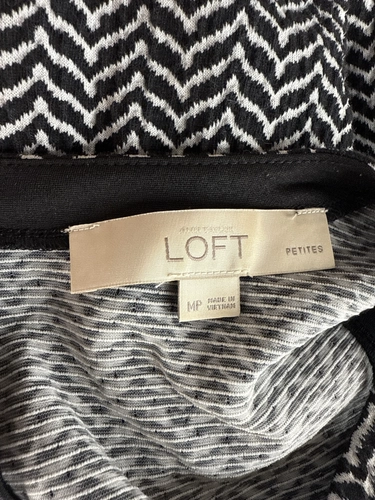 LOFT
PETITES
MP
MADE IN
VIETNAM